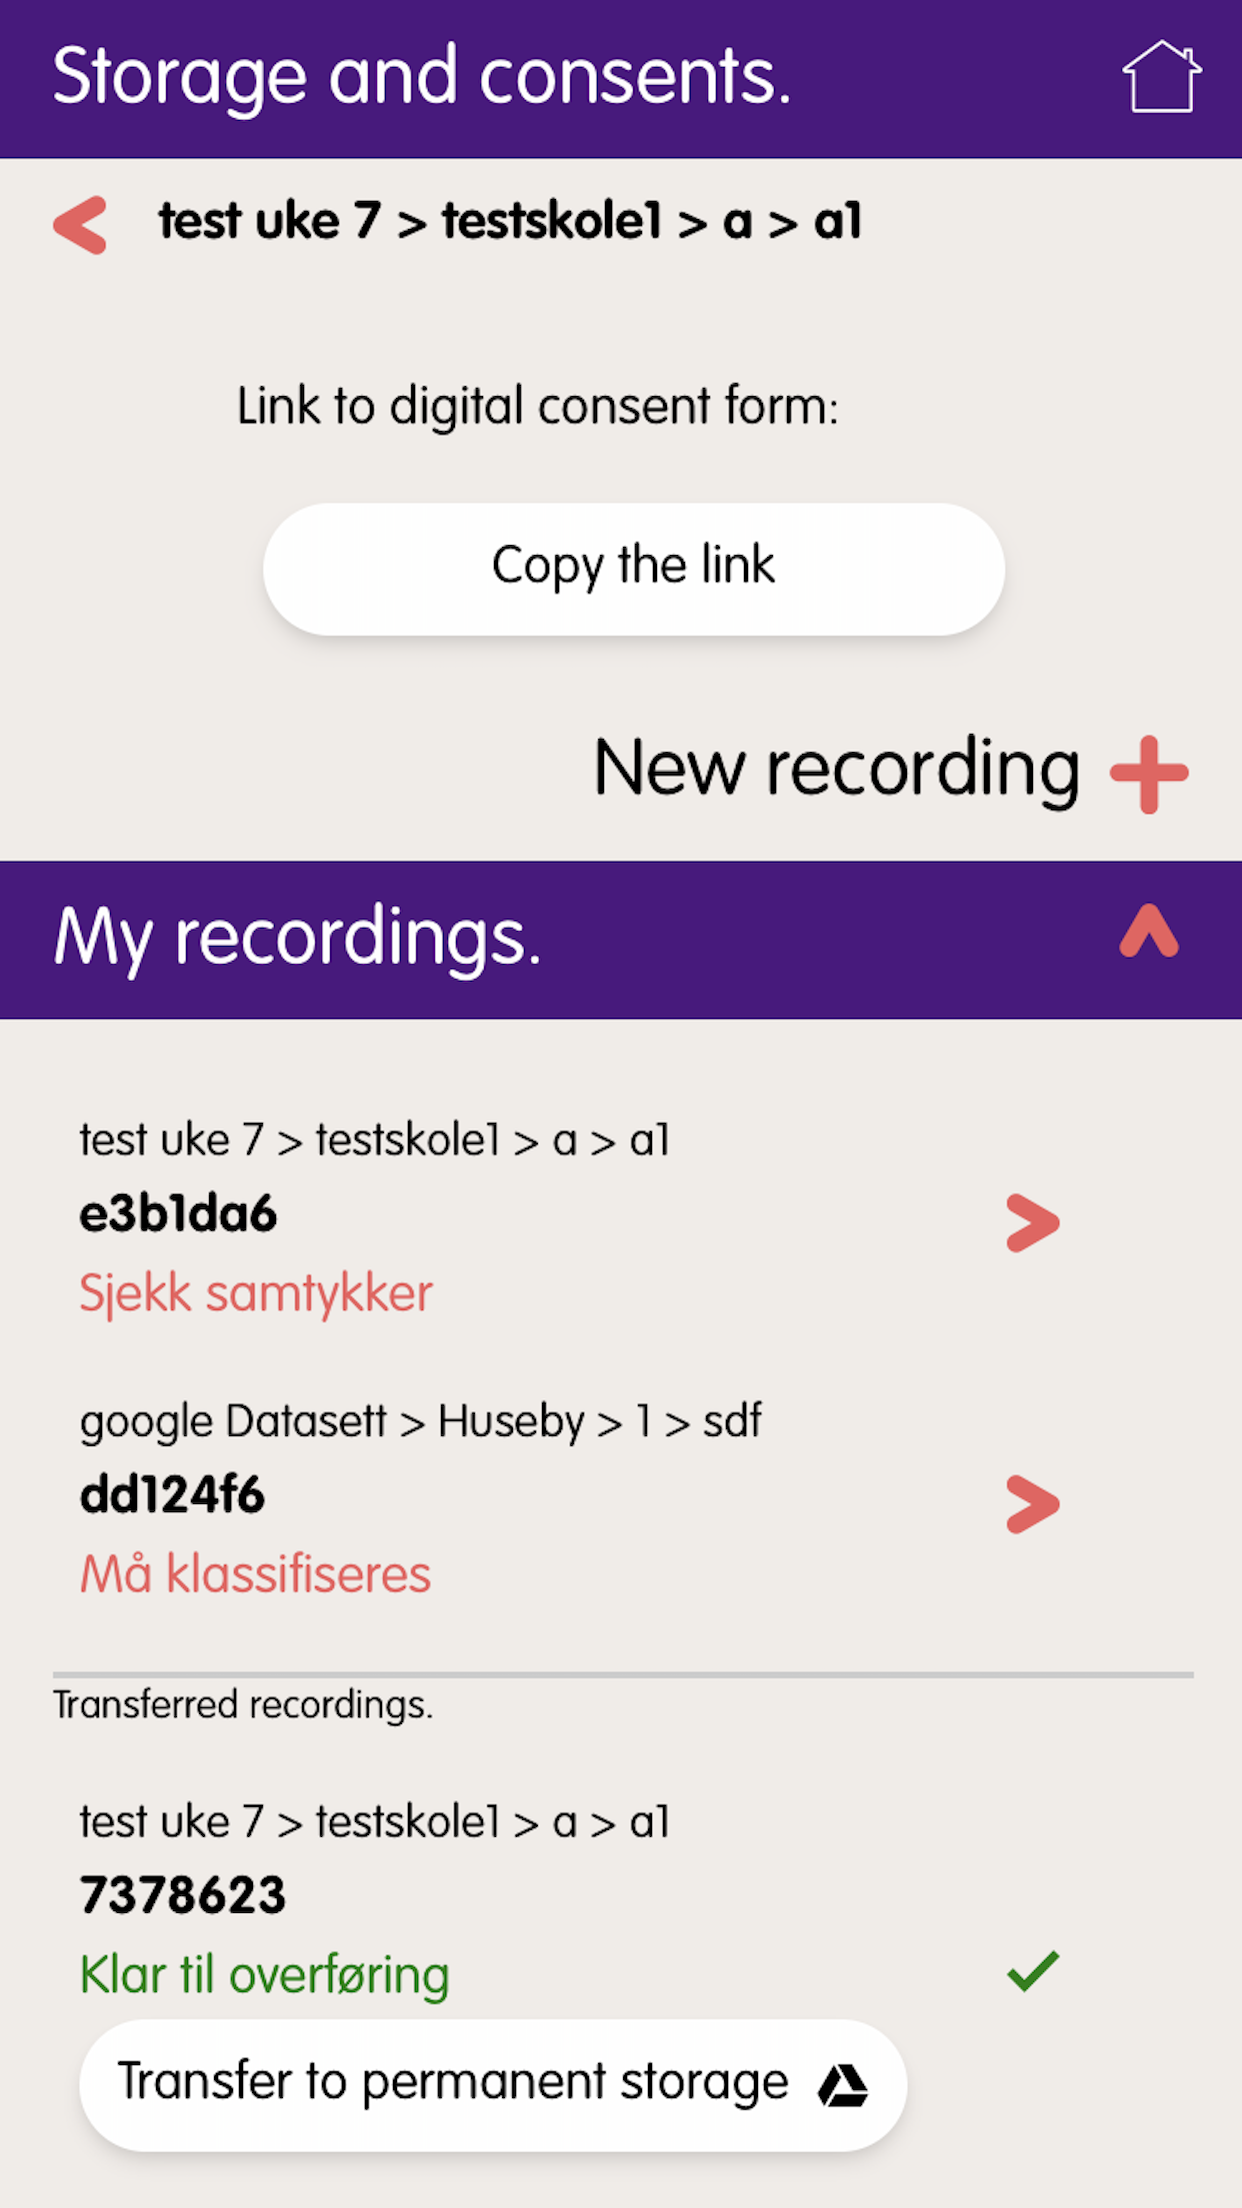 Storage and consents.
test uke 7 > testskole1 > a > a1
Link to digital consent form:
Copy the link
New recording
My recordings.
test uke 7 > testskole1 > a > a1
e3b1da6
Sjekk samtykker
google Datasett > Huseby > 1 > sdf
dd124f6
Må klassifiseres
Transferred recordings.
test uke 7 > testskole1 > a > a1
7378623
Klar til overføring
Transfer to permanent storage